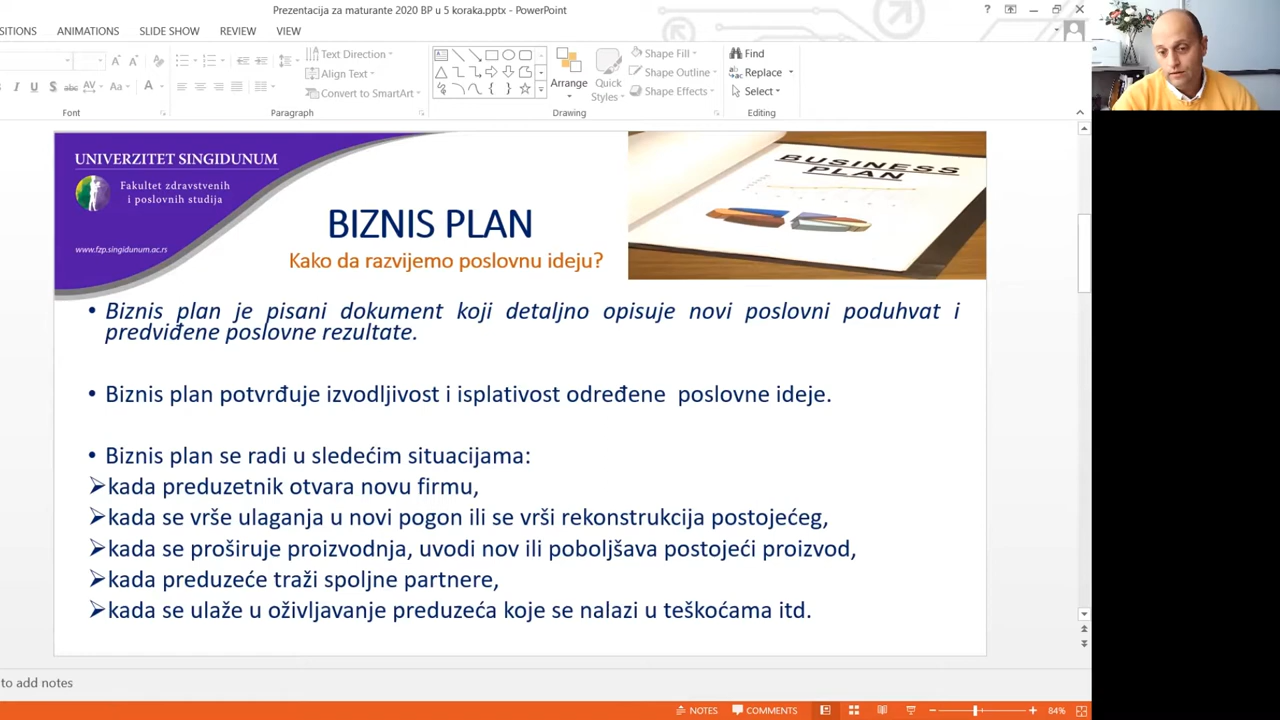 Prezentacija za maturante 2020 BP u 5 koraka.pptx - PowerPoint
?
SITIONS ANIMATIONS SLIDE SHOW REVIEW VIEW
Text Direction
Align Text
Convert to SmartArt
Arrange
Quick
Styles
Shape Fill
Shape Outline
Shape Effects
Find
Replace
Select
I U S abc AV Aa A
Font Paragraph Drawing Editing
UNIVERZITET SINGIDUNUM
Fakultet zdravstvenih
i poslovnih studija
www.fzp.singidunum.ac.rs
BUSINESS
PLAN
BIZNIS PLAN
Kako da razvijemo poslovnu ideju?
• Biznis plan je pisani dokument koji detaljno opisuje novi poslovni poduhvat i
predviđene poslovne rezultate.
• Biznis plan potvrđuje izvodljivost i isplativost određene poslovne ideje.
• Biznis plan se radi u sledećim situacijama:
➢kada preduzetnik otvara novu firmu,
➢kada se vrše ulaganja u novi pogon ili se vrši rekonstrukcija postojećeg,
➢kada se proširuje proizvodnja, uvodi nov ili poboljšava postojeći proizvod,
➢kada preduzeće traži spoljne partnere,
➢kada se ulaže u oživljavanje preduzeća koje se nalazi u teškoćama itd.
to add notes
NOTES COMMENTS 84%